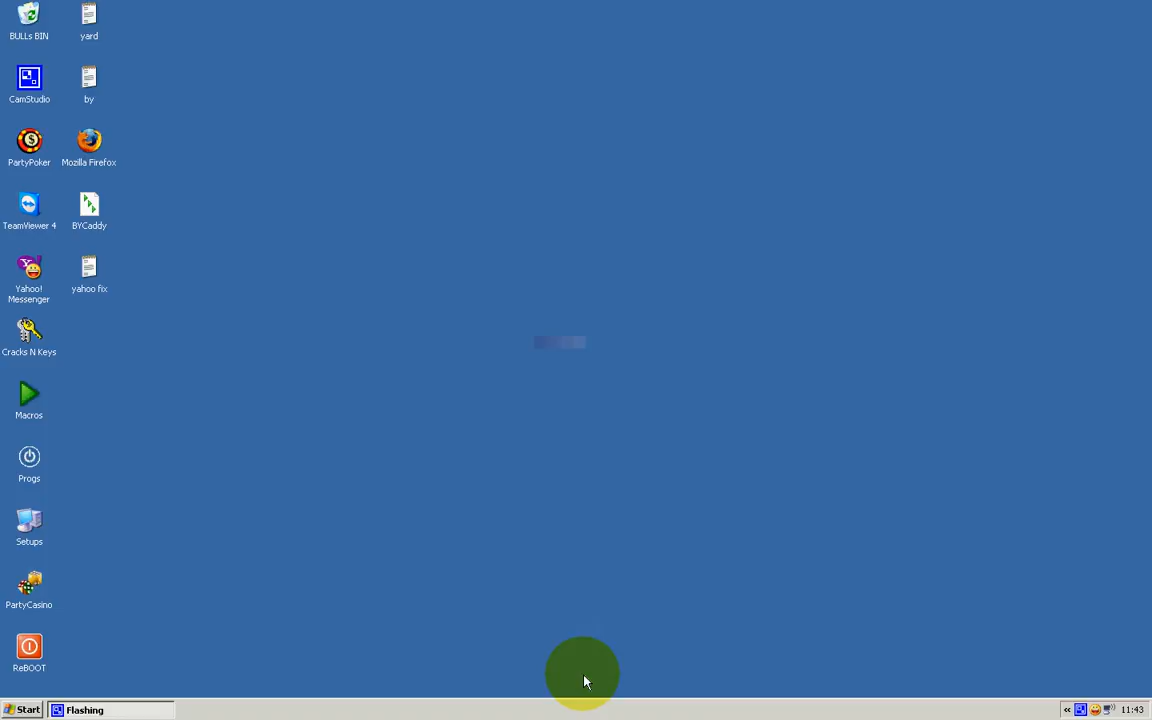 BULLs BIN
yard
CamStudio
by
PartyPoker
Mozilla Firefox
TeamViewer 4
BYCaddy
Yahoo!
Messenger
yahoo fix
Cracks N Keys
Macros
Progs
Setups
PartyCasino
ReBOOT
Start
Flashing
«
11:43